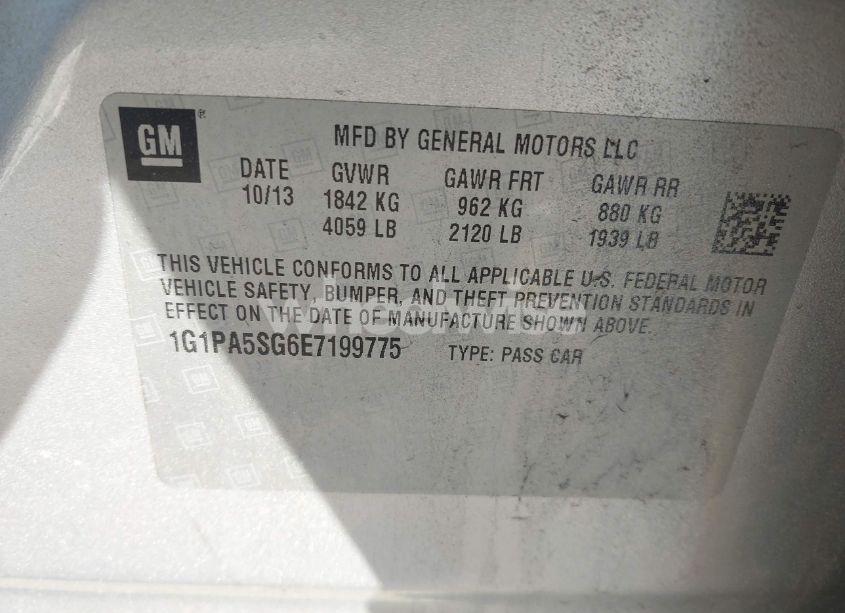 GM®
MFD BY GENERAL MOTORS LLC
DATE GVWR GAWR FRT GAWR RR
10/13 1842 KG 962 KG 880 KG
4059 LB 2120 LB 1939 LB
THIS VEHICLE CONFORMS TO ALL APPLICABLE U.S. FEDERAL MOTOR
VEHICLE SAFETY, BUMPER, AND THEFT PREVENTION STANDARDS IN
EFFECT ON THE DATE OF MANUFACTURE SHOWN ABOVE.
1G1PA5SG6E7199775 TYPE: PASS CAR